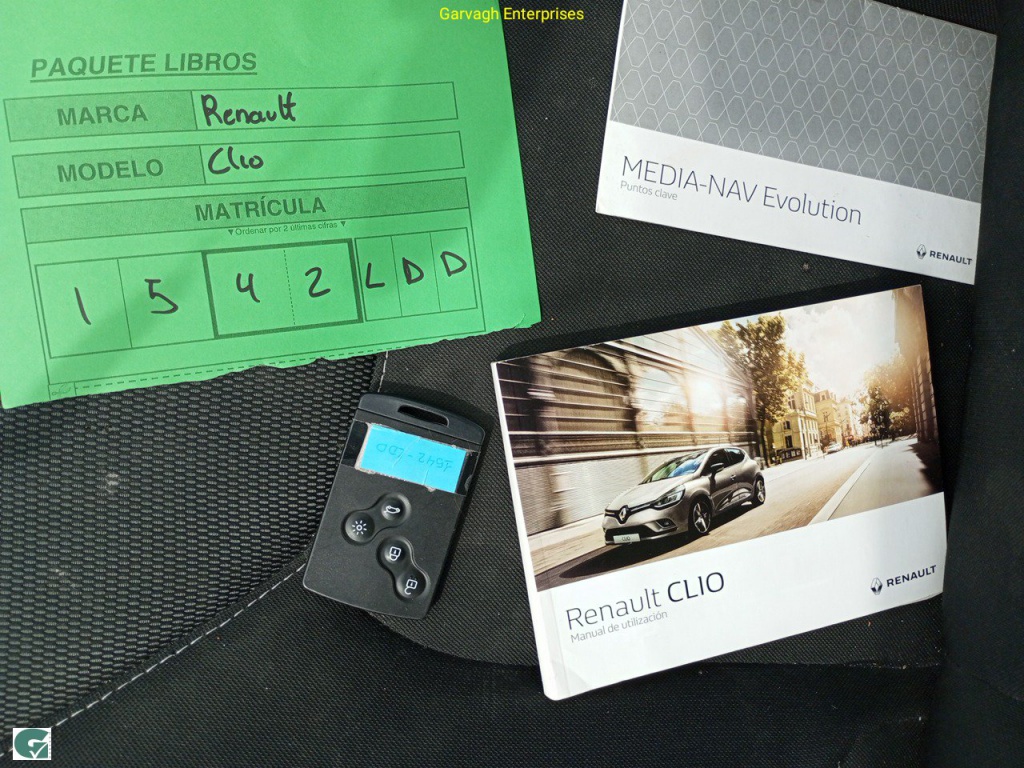 Garvagh Enterprises
PAQUETE LIBROS
MARCA Renault
MODELO Clio
MATRÍCULA
▼Ordenar por 2 últimas cifras▼
1 5 4 2 L D D
MEDIA-NAV Evolution
Puntos clave
RENAULT
1542-LDD
Renault CLIO
Manual de utilización
RENAULT